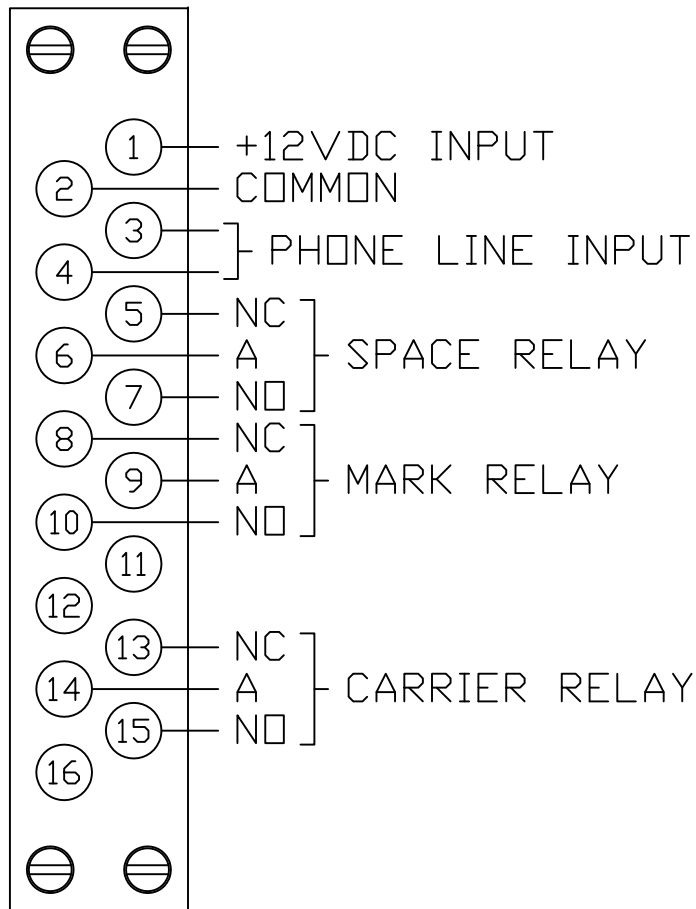 1 +12VDC INPUT
2 COMMON
3
4 PHONE LINE INPUT
5 NC
6 A SPACE RELAY
7 NO
8 NC
9 A MARK RELAY
10 NO
11
12
13 NC
14 A CARRIER RELAY
15 NO
16